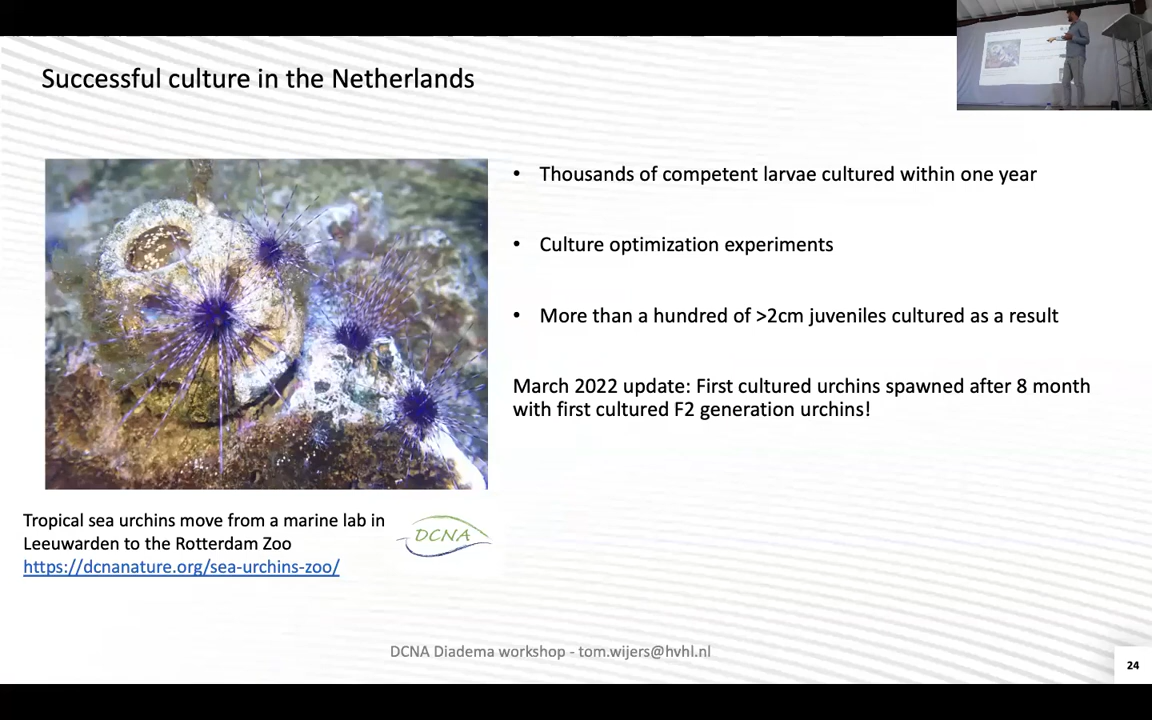 Successful culture in the Netherlands
• Thousands of competent larvae cultured within one year
• Culture optimization experiments
• More than a hundred of >2cm juveniles cultured as a result
March 2022 update: First cultured urchins spawned after 8 month
with first cultured F2 generation urchins!
Tropical sea urchins move from a marine lab in
Leeuwarden to the Rotterdam Zoo
https://dcnanature.org/sea-urchins-zoo/
DCNA
DCNA Diadema workshop - tom.wijers@hvhl.nl
24